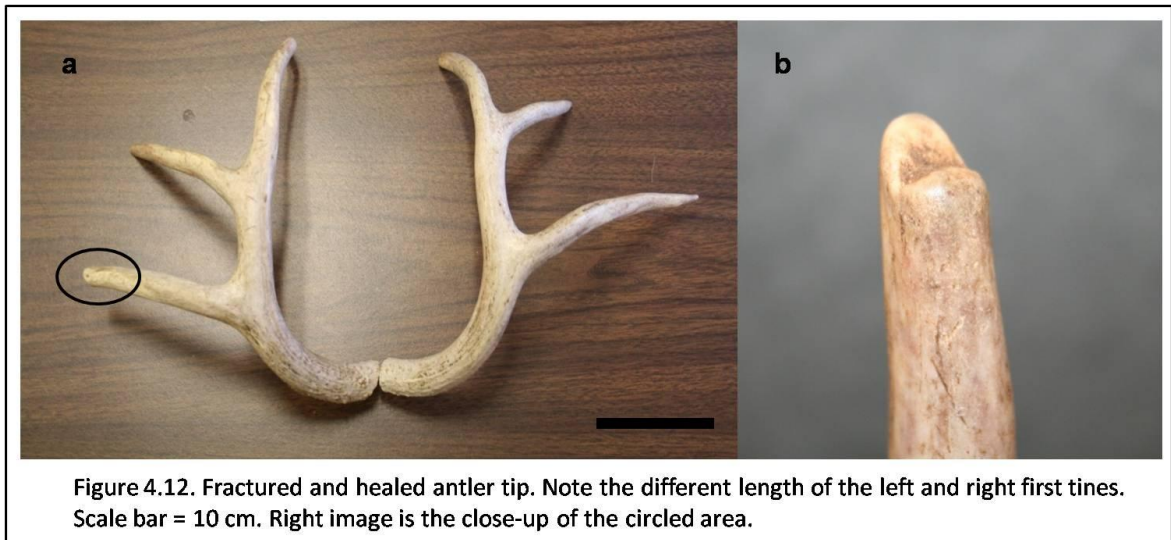 a
b
Figure 4.12. Fractured and healed antler tip. Note the different length of the left and right first tines.
Scale bar = 10 cm. Right image is the close-up of the circled area.